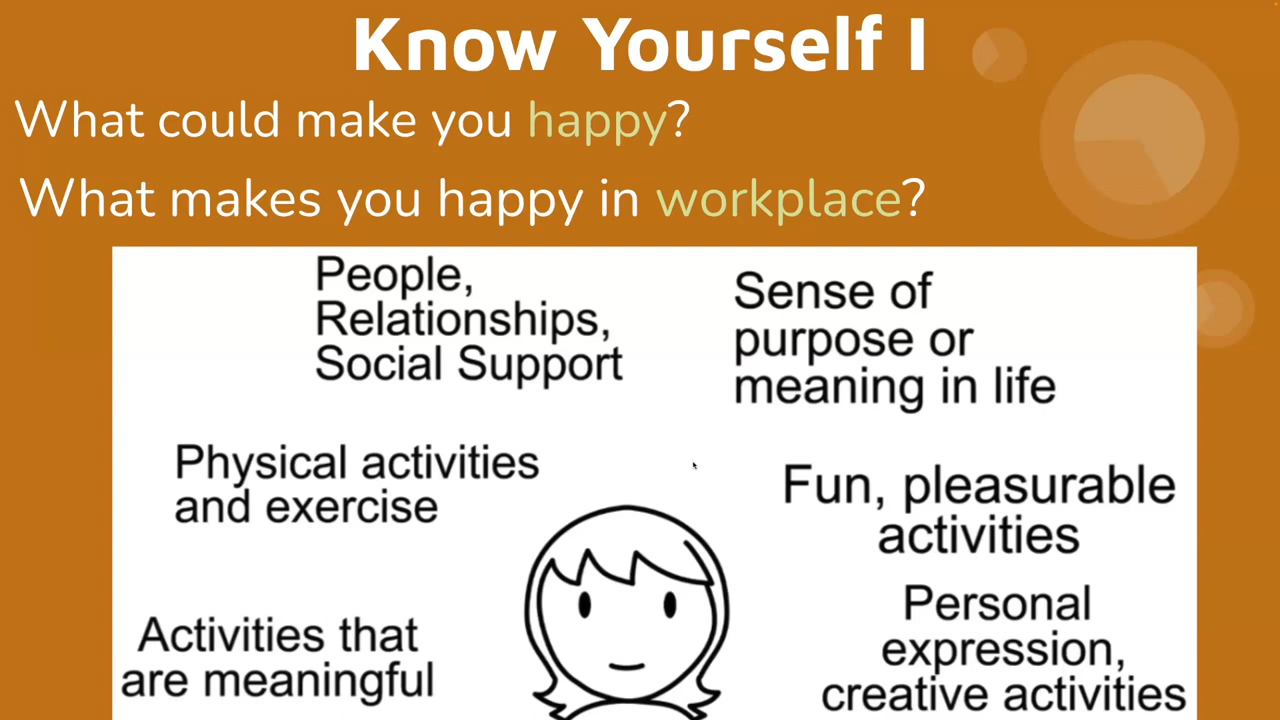 Know Yourself I
What could make you happy?
What makes you happy in workplace?
People,
Relationships,
Social Support
Sense of
purpose or
meaning in life
Physical activities
and exercise
Fun, pleasurable
activities
Activities that
are meaningful
Personal
expression,
creative activities